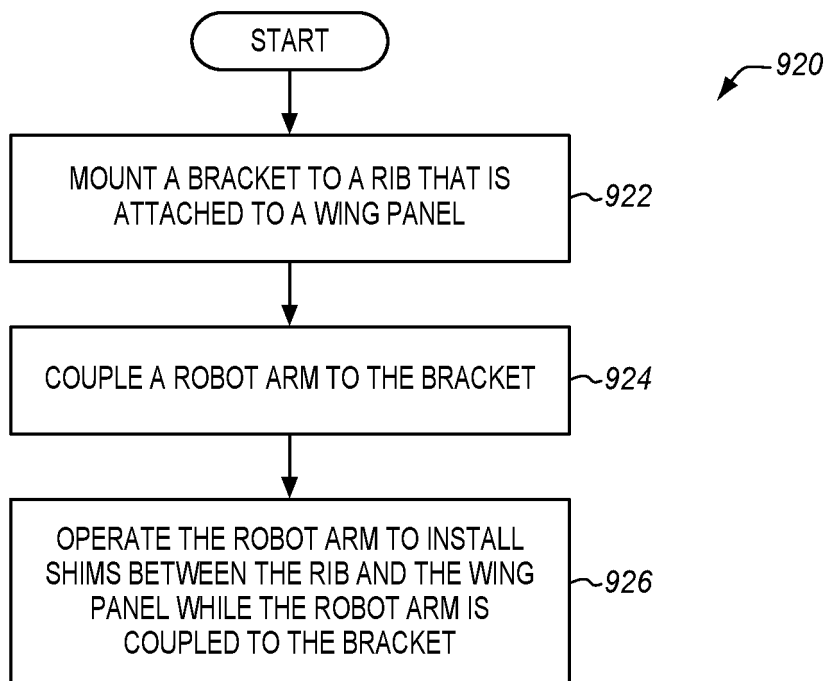 START
920
MOUNT A BRACKET TO A RIB THAT IS
ATTACHED TO A WING PANEL
922
COUPLE A ROBOT ARM TO THE BRACKET
924
OPERATE THE ROBOT ARM TO INSTALL
SHIMS BETWEEN THE RIB AND THE WING
PANEL WHILE THE ROBOT ARM IS
COUPLED TO THE BRACKET
926